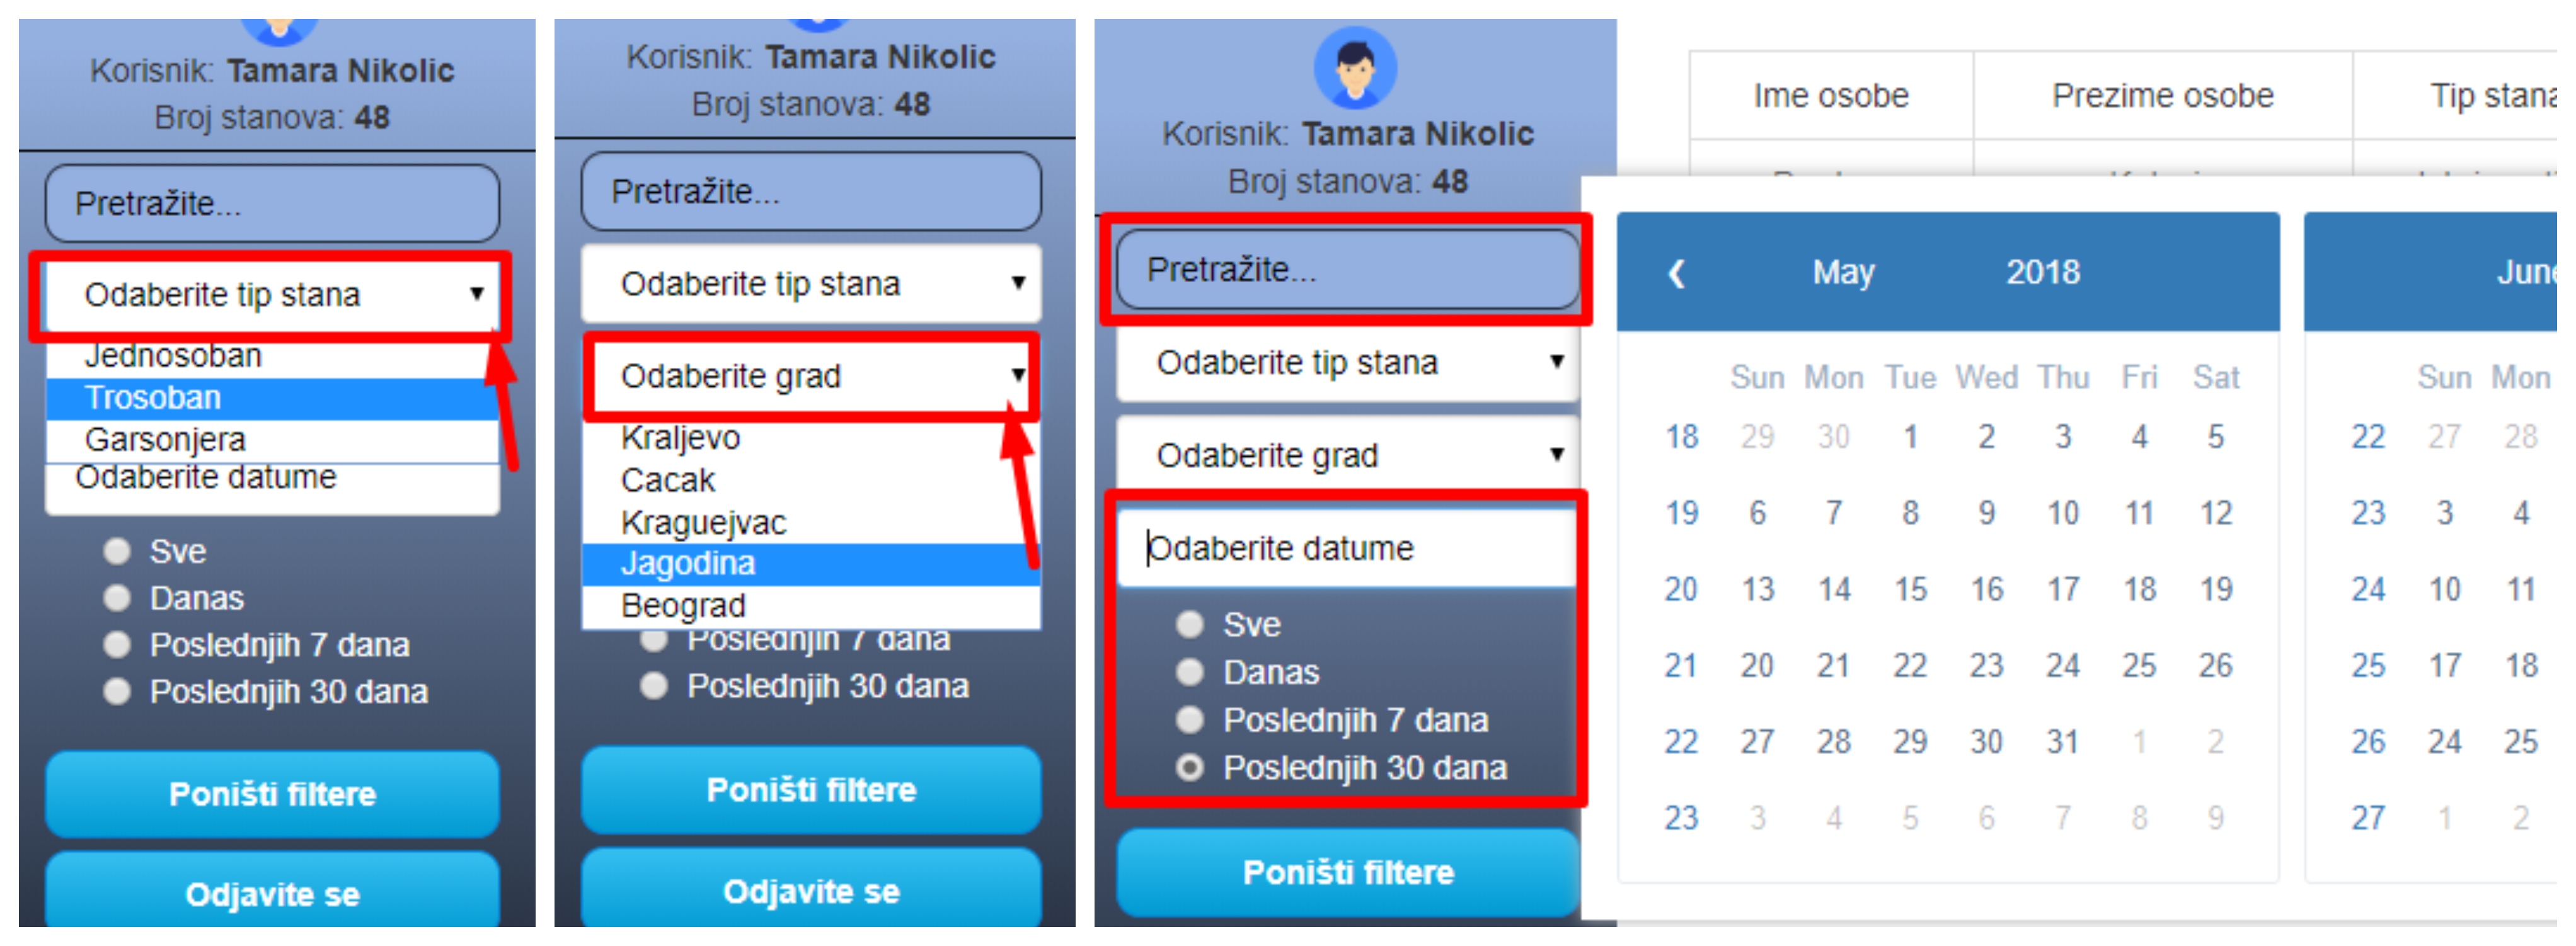 Korisnik: Tamara Nikolic
Broj stanova: 48
Pretražite...
Odaberite tip stana
Jednosoban
Trosoban
Garsonjera
Odaberite datume
Sve
Danas
Poslednjih 7 dana
Poslednjih 30 dana
Poništi filtere
Odjavite se
Korisnik: Tamara Nikolic
Broj stanova: 48
Pretražite...
Odaberite tip stana
Odaberite grad
Kraljevo
Cacak
Kraguejvac
Jagodina
Beograd
Poslednjih 7 dana
Poslednjih 30 dana
Poništi filtere
Odjavite se
Korisnik: Tamara Nikolic
Broj stanova: 48
Pretražite...
Odaberite tip stana
Odaberite grad
Odaberite datume
Sve
Danas
Poslednjih 7 dana
Poslednjih 30 dana
Poništi filtere
Ime osobe Prezime osobe Tip stana
May 2018
Sun Mon Tue Wed Thu Fri Sat
18 29 30 1 2 3 4 5
19 6 7 8 9 10 11 12
20 13 14 15 16 17 18 19
21 20 21 22 23 24 25 26
22 27 28 29 30 31 1 2
23 3 4 5 6 7 8 9
June
Sun Mon
22 27 28
23 3 4
24 10 11
25 17 18
26 24 25
27 1 2